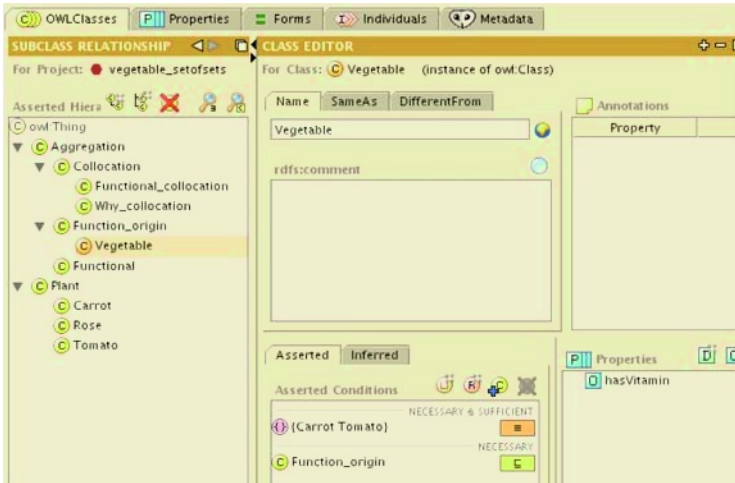 OWLClasses Properties Forms Individuals Metadata
SUBCLASS RELATIONSHIP
For Project: vegetable_setofsets
Asserted Hiera
owl:Thing
Aggregation
Collocation
Functional_collocation
Why_collocation
Function_origin
Vegetable
Functional
Plant
Carrot
Rose
Tomato
CLASS EDITOR
For Class: Vegetable (instance of owl:Class)
Name SameAs DifferentFrom
Vegetable
rdfs:comment
Annotations
Property
Asserted Inferred
Asserted Conditions
NECESSARY & SUFFICIENT
{Carrot Tomato}
NECESSARY
Function_origin
Properties
hasVitamin